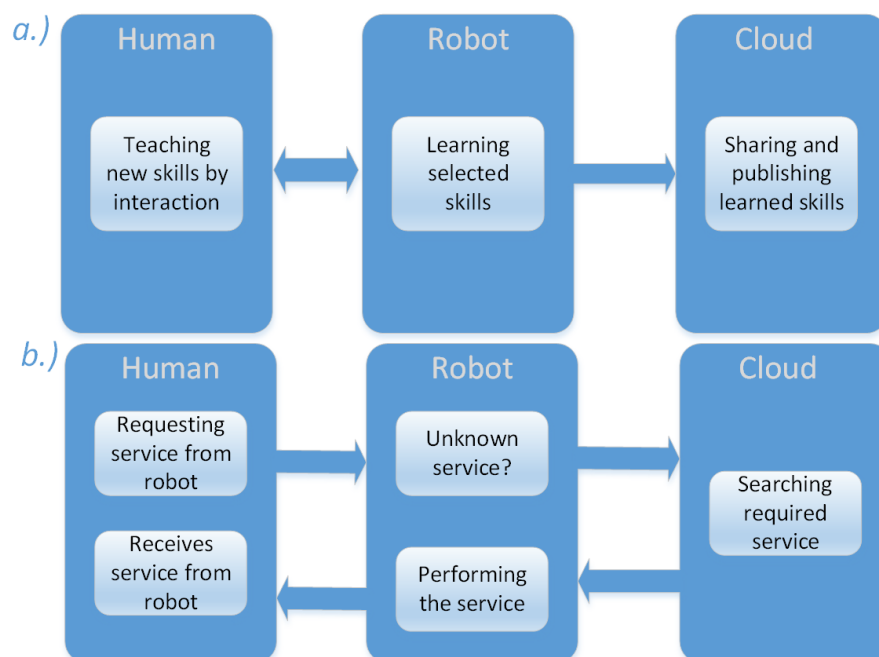 a.)
Human
Robot
Cloud
Teaching
new skills by
interaction
Learning
selected
skills
Sharing and
publishing
learned skills
b.)
Human
Robot
Cloud
Requesting
service from
robot
Unknown
service?
Searching
required
service
Receives
service from
robot
Performing
the service